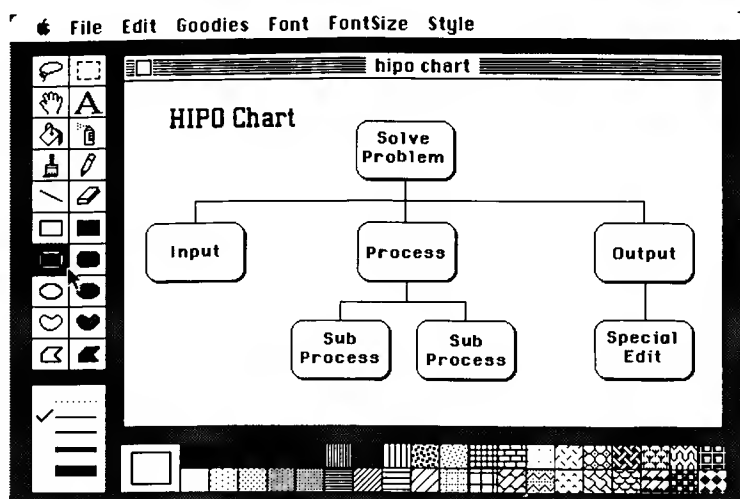 File Edit Goodies Font FontSize Style
hipo chart
HIPO Chart
Solve
Problem
Input
Process
Output
Sub
Process
Sub
Process
Special
Edit
A